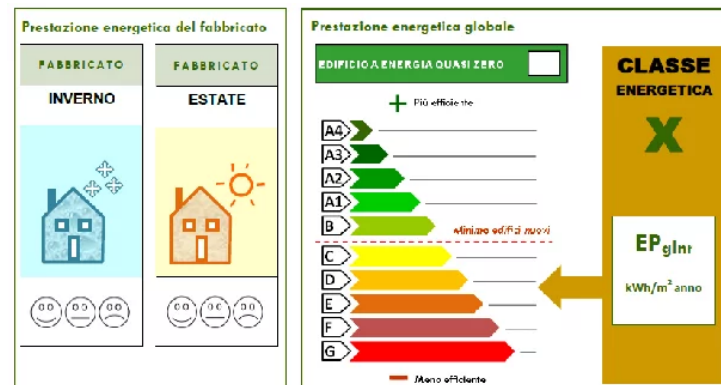 Prestazione energetica del fabbricato
FABBRICATO
INVERNO
FABBRICATO
ESTATE
Prestazione energetica globale
EDIFICIO A ENERGIA QUASI ZERO
+ Più efficiente
A4
A3
A2
A1
B
Minimo edifici nuovi
C
D
E
F
G
Meno efficiente
CLASSE
ENERGETICA
X
EPglnr
kWh/m² anno